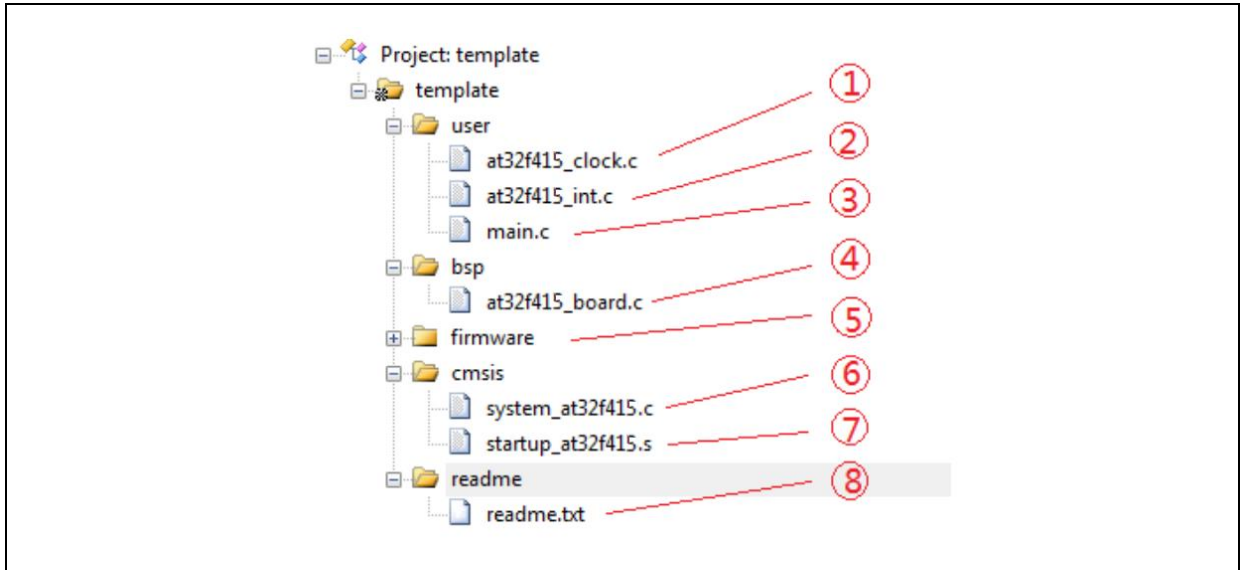 Project: template
template
①
user
②
at32f415_clock.c
at32f415_int.c
③
main.c
④
bsp
at32f415_board.c
⑤
firmware
cmsis
⑥
system_at32f415.c
⑦
startup_at32f415.s
readme
⑧
readme.txt